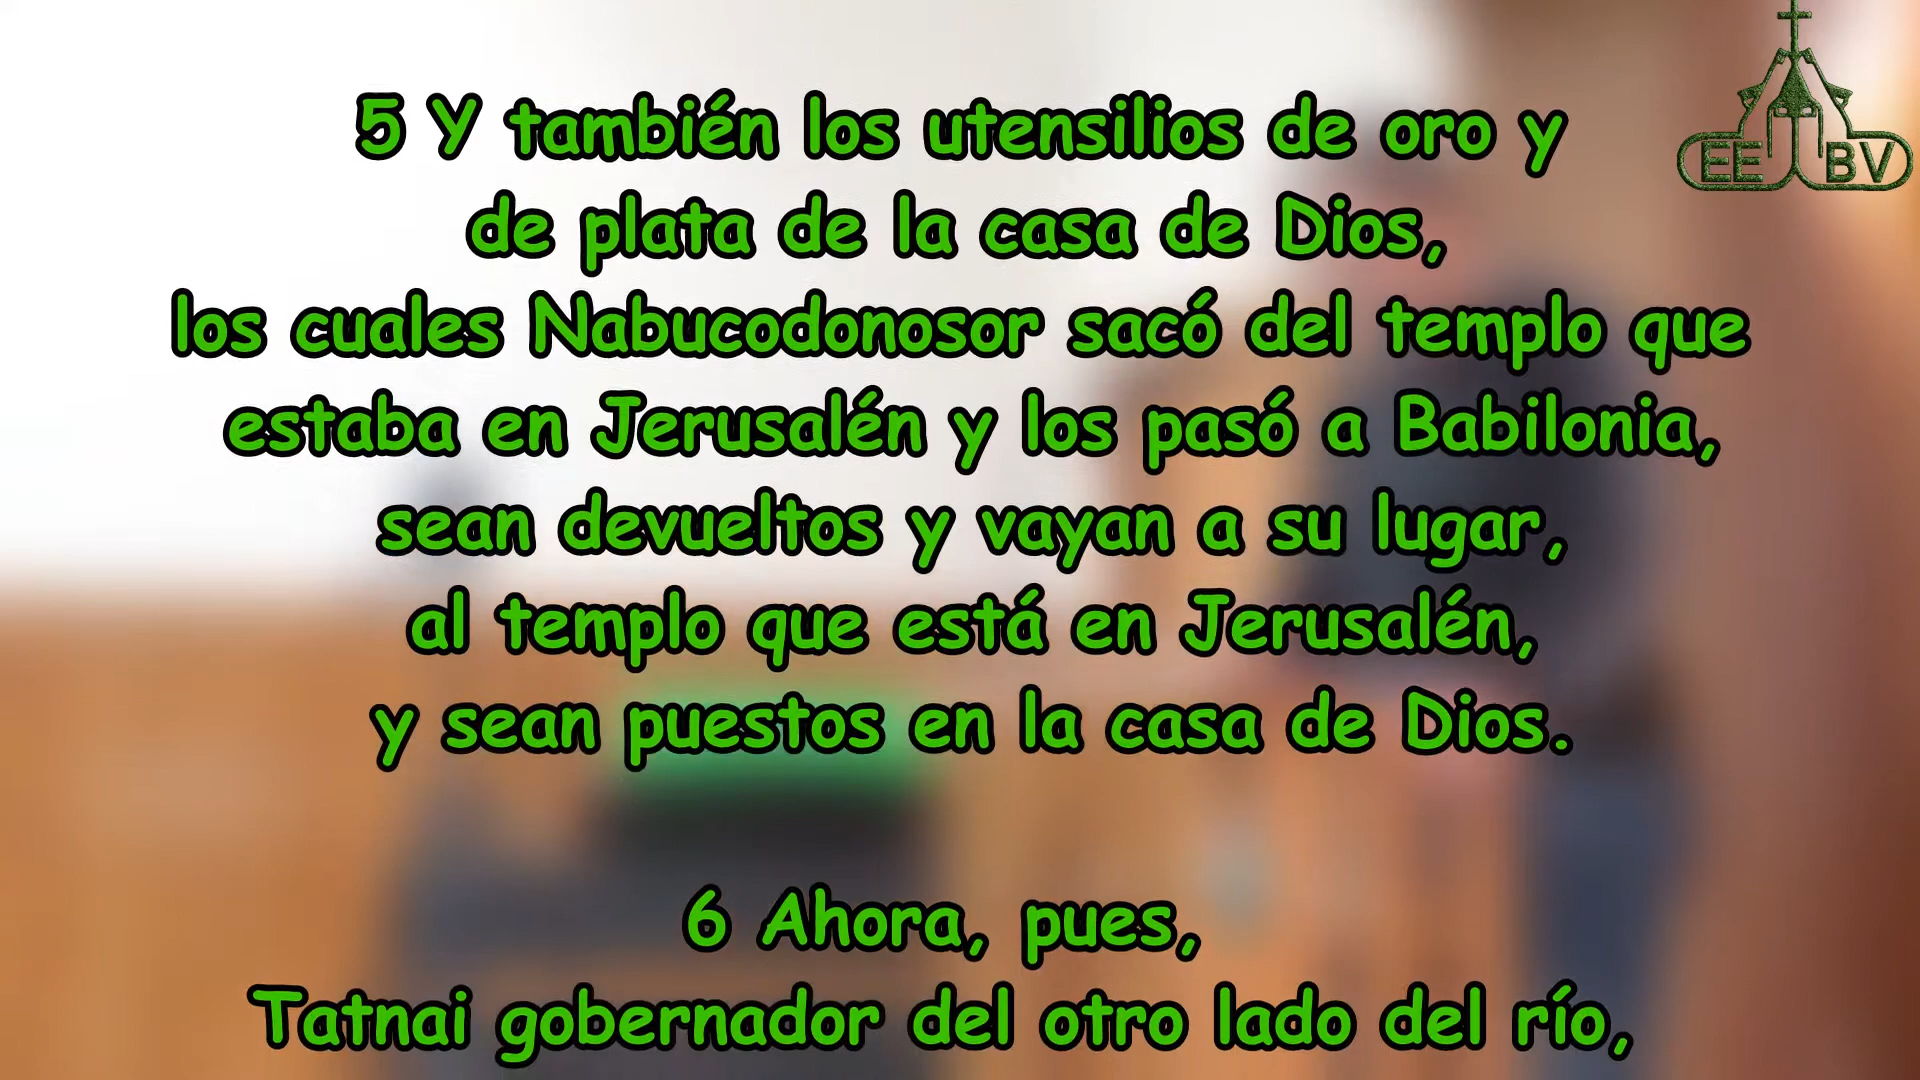 EE BV
5 Y también los utensilios de oro y
de plata de la casa de Dios,
los cuales Nabucodonosor sacó del templo que
estaba en Jerusalén y los pasó a Babilonia,
sean devueltos y vayan a su lugar,
al templo que está en Jerusalén,
y sean puestos en la casa de Dios.
6 Ahora, pues,
Tatnai gobernador del otro lado del río,